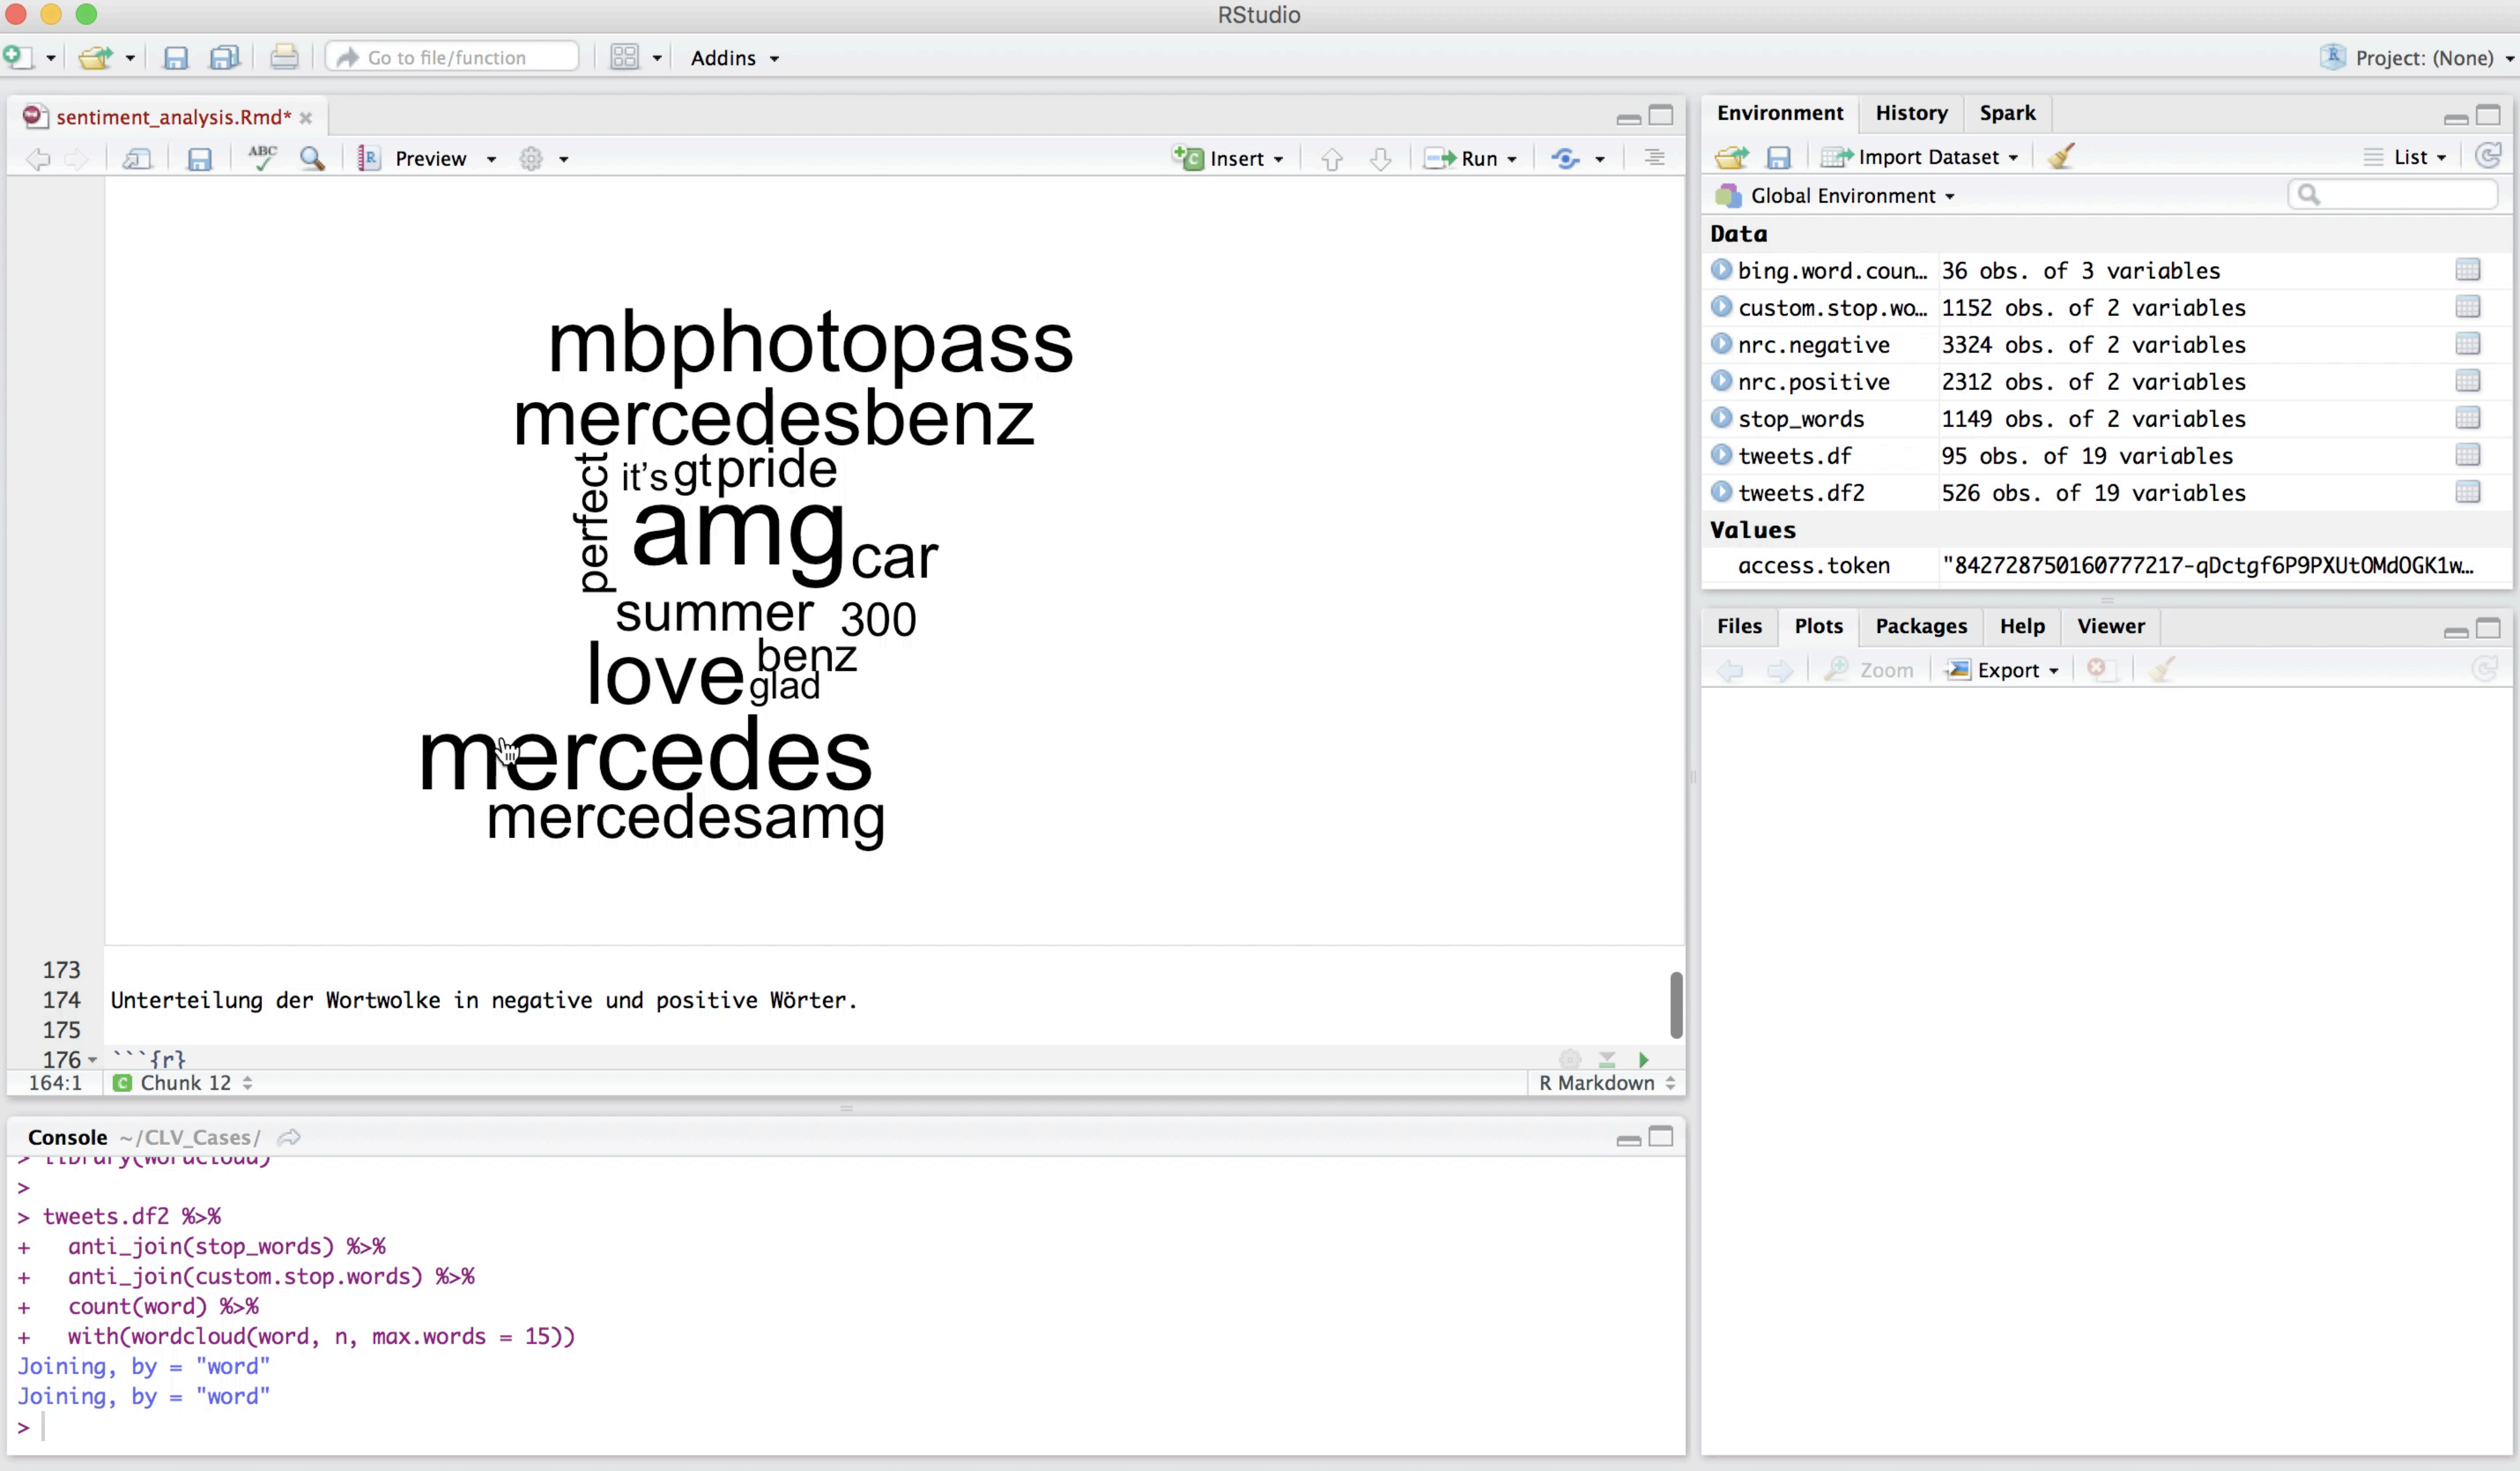 RStudio
Go to file/function
Addins
Project: (None)
sentiment_analysis.Rmd*
ABC
Preview
Insert
Run
mbphotopass
mercedesbenz
perfect
it's
gt
pride
amg
car
summer
300
love
benz
glad
mercedes
mercedesamg
173
174 Unterteilung der Wortwolke in negative und positive Wörter.
175
176 ```{r}
164:1 Chunk 12 R Markdown
Console ~/CLV_Cases/
> library(wordcloud)
>
> tweets.df2 %>%
+ anti_join(stop_words) %>%
+ anti_join(custom.stop.words) %>%
+ count(word) %>%
+ with(wordcloud(word, n, max.words = 15))
Joining, by = "word"
Joining, by = "word"
>
Environment History Spark
Import Dataset List
Global Environment
Data
bing.word.coun… 36 obs. of 3 variables
custom.stop.wo… 1152 obs. of 2 variables
nrc.negative 3324 obs. of 2 variables
nrc.positive 2312 obs. of 2 variables
stop_words 1149 obs. of 2 variables
tweets.df 95 obs. of 19 variables
tweets.df2 526 obs. of 19 variables
Values
access.token "842728750160777217-qDctgf6P9PXUtOMdOGK1w…
Files Plots Packages Help Viewer
Zoom Export